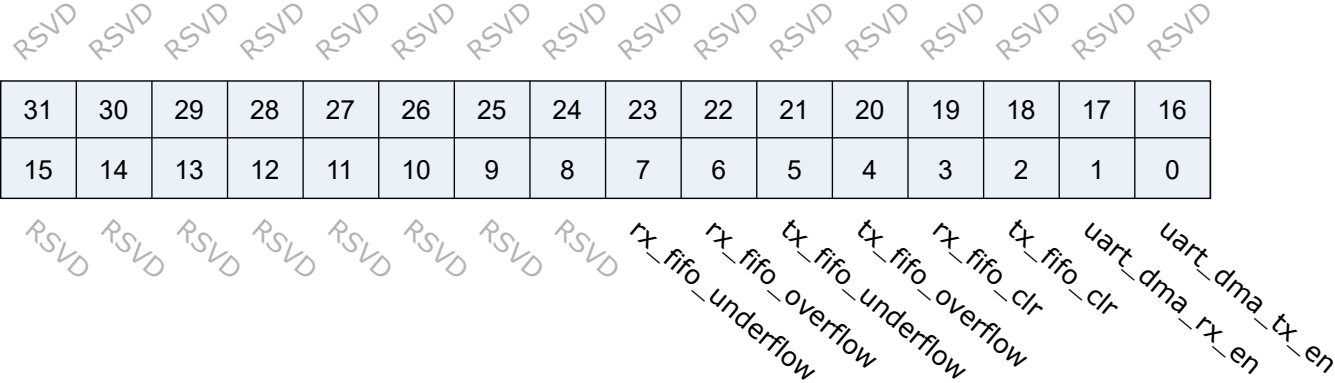 RSVD RSVD RSVD RSVD RSVD RSVD RSVD RSVD RSVD RSVD RSVD RSVD RSVD RSVD RSVD RSVD
31 30 29 28 27 26 25 24 23 22 21 20 19 18 17 16
15 14 13 12 11 10 9 8 7 6 5 4 3 2 1 0
RSVD RSVD RSVD RSVD RSVD RSVD RSVD RSVD rx_fifo_underflow rx_fifo_overflow tx_fifo_underflow tx_fifo_overflow rx_fifo_clr tx_fifo_clr uart_dma_rx_en uart_dma_tx_en